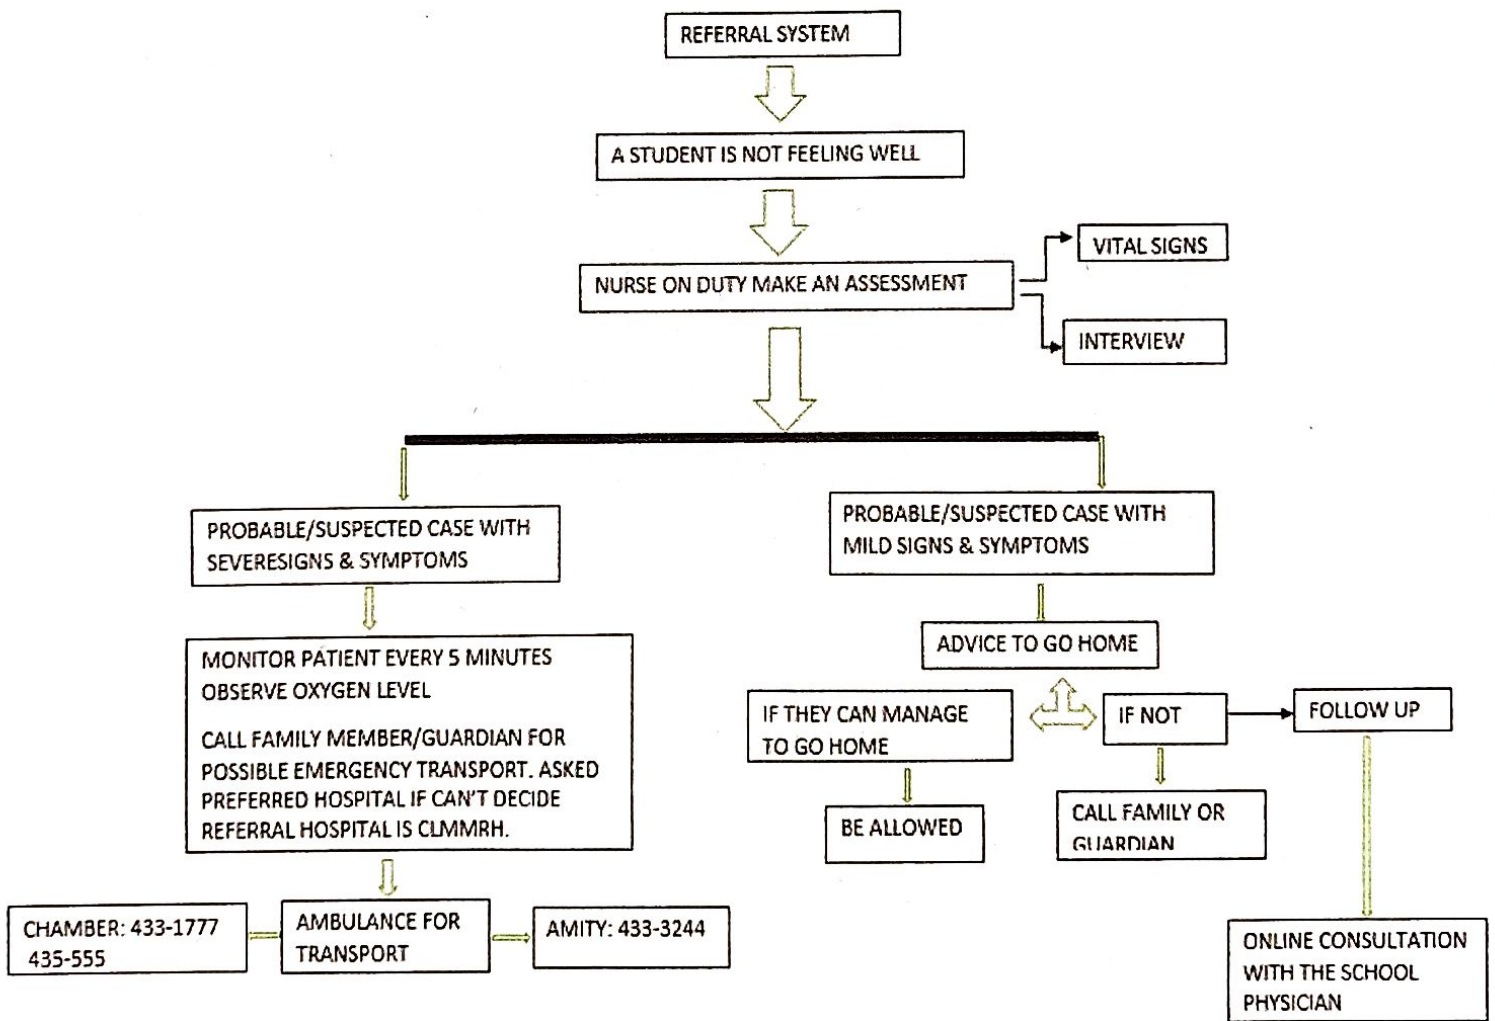 REFERRAL SYSTEM
A STUDENT IS NOT FEELING WELL
NURSE ON DUTY MAKE AN ASSESSMENT
VITAL SIGNS
INTERVIEW
PROBABLE/SUSPECTED CASE WITH
SEVERESIGNS & SYMPTOMS
MONITOR PATIENT EVERY 5 MINUTES
OBSERVE OXYGEN LEVEL
CALL FAMILY MEMBER/GUARDIAN FOR
POSSIBLE EMERGENCY TRANSPORT. ASKED
PREFERRED HOSPITAL IF CAN'T DECIDE
REFERRAL HOSPITAL IS CLMMRH.
CHAMBER: 433-1777
435-555
AMBULANCE FOR
TRANSPORT
AMITY: 433-3244
PROBABLE/SUSPECTED CASE WITH
MILD SIGNS & SYMPTOMS
ADVICE TO GO HOME
IF THEY CAN MANAGE
TO GO HOME
BE ALLOWED
IF NOT
CALL FAMILY OR
GUARDIAN
FOLLOW UP
ONLINE CONSULTATION
WITH THE SCHOOL
PHYSICIAN